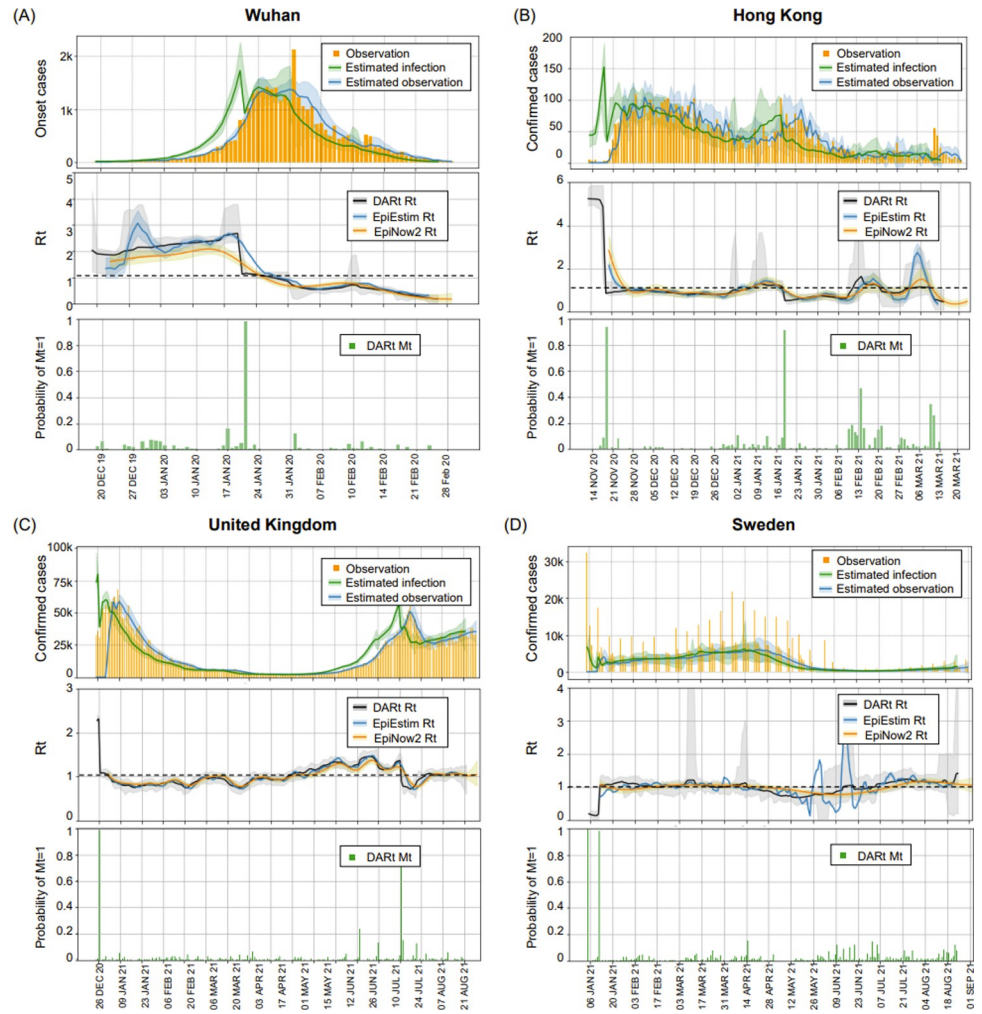 (A) Wuhan
Onset cases
2k
1k
0
Observation
Estimated infection
Estimated observation
Rt
5
4
3
2
1
0
DARt Rt
EpiEstim Rt
EpiNow2 Rt
Probability of Mt=1
1
0.8
0.6
0.4
0.2
0
DARt Mt
20 DEC 19
27 DEC 19
03 JAN 20
10 JAN 20
17 JAN 20
24 JAN 20
31 JAN 20
07 FEB 20
10 FEB 20
14 FEB 20
21 FEB 20
28 Feb 20
(B) Hong Kong
Confirmed cases
200
150
100
50
0
Observation
Estimated infection
Estimated observation
Rt
6
4
2
0
DARt Rt
EpiEstim Rt
EpiNow2 Rt
Probability of Mt=1
1
0.8
0.6
0.4
0.2
0
DARt Mt
14 NOV 20
21 NOV 20
28 NOV 20
05 DEC 20
12 DEC 20
19 DEC 20
26 DEC 20
02 JAN 21
09 JAN 21
16 JAN 21
23 JAN 21
30 JAN 21
06 FEB 21
13 FEB 21
20 FEB 21
27 FEB 21
06 MAR 21
13 MAR 21
20 MAR 21
(C) United Kingdom
Confirmed cases
100k
75k
50k
25k
0
Observation
Estimated infection
Estimated observation
Rt
3
2
1
0
DARt Rt
EpiEstim Rt
EpiNow2 Rt
Probability of Mt=1
1
0.8
0.6
0.4
0.2
0
DARt Mt
26 DEC 20
09 JAN 21
23 JAN 21
06 FEB 21
20 FEB 21
06 MAR 21
20 MAR 21
03 APR 21
17 APR 21
01 MAY 21
15 MAY 21
12 JUN 21
26 JUN 21
10 JUL 21
24 JUL 21
07 AUG 21
21 AUG 21
(D) Sweden
Confirmed cases
30k
20k
10k
0
Observation
Estimated infection
Estimated observation
Rt
4
3
2
1
0
DARt Rt
EpiEstim Rt
EpiNow2 Rt
Probability of Mt=1
1
0.8
0.6
0.4
0.2
0
DARt Mt
06 JAN 21
20 JAN 21
03 FEB 21
17 FEB 21
03 MAR 21
17 MAR 21
31 MAR 21
14 APR 21
28 APR 21
12 MAY 21
26 MAY 21
09 JUN 21
23 JUN 21
07 JUL 21
21 JUL 21
04 AUG 21
18 AUG 21
01 SEP 21